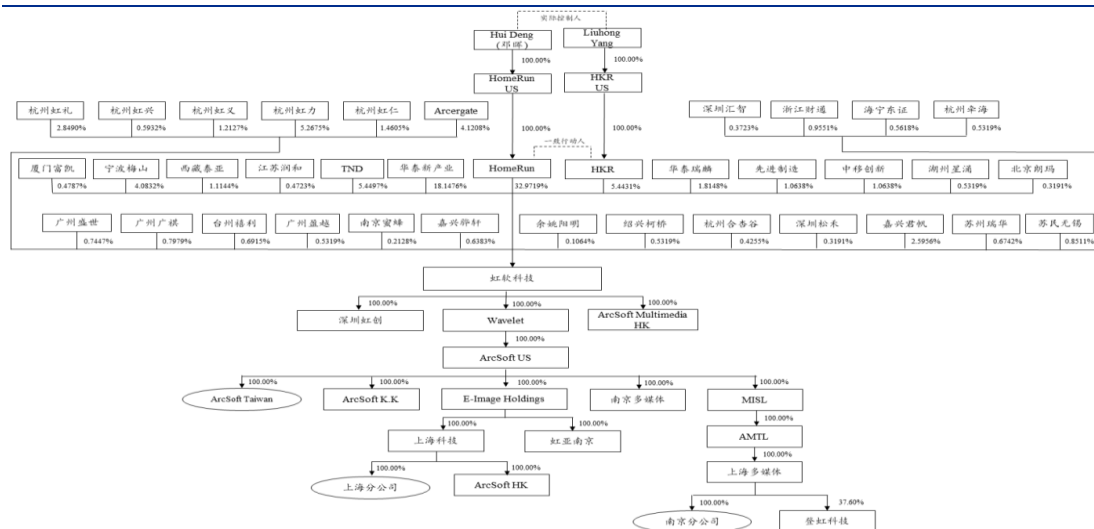 实际控制人
Hui Deng
(邓晖)
Liuhong
Yang
100.00%
100.00%
HomeRun
US
HKR
US
杭州虹礼
杭州虹兴
杭州虹义
杭州虹力
杭州虹仁
Arcergate
深圳汇智
浙江财通
海宁东证
杭州牵海
2.8490%
0.5932%
1.2127%
5.2675%
1.4605%
4.1208%
100.00%
100.00%
0.3723%
0.9551%
0.5618%
0.5319%
一致行动人
厦门富凯
宁波梅山
西藏泰亚
江苏润和
TND
华泰新产业
HomeRun
HKR
华泰瑞麟
先进制造
中移创新
湖州星涌
北京朗玛
0.4787%
4.0832%
1.1144%
0.4723%
5.4497%
18.1476%
32.9719%
5.4431%
1.8148%
1.0638%
1.0638%
0.5319%
0.3191%
广州盛世
广州广祺
台州禧利
广州盈越
南京蜜蜂
嘉兴骅轩
余姚阳明
绍兴柯桥
杭州合杏谷
深圳松禾
嘉兴君帆
苏州瑞华
苏民无锡
0.7447%
0.7979%
0.6915%
0.5319%
0.2128%
0.6383%
0.1064%
0.5319%
0.4255%
0.3191%
2.5956%
0.6742%
0.8511%
虹软科技
100.00%
100.00%
100.00%
深圳虹创
Wavelet
ArcSoft Multimedia
HK
100.00%
ArcSoft US
100.00%
100.00%
100.00%
100.00%
100.00%
ArcSoft Taiwan
ArcSoft K.K
E-Image Holdings
南京多媒体
MISL
100.00%
100.00%
100.00%
上海科技
虹亚南京
AMTL
100.00%
100.00%
100.00%
上海多媒体
上海分公司
ArcSoft HK
100.00%
37.60%
南京分公司
登虹科技